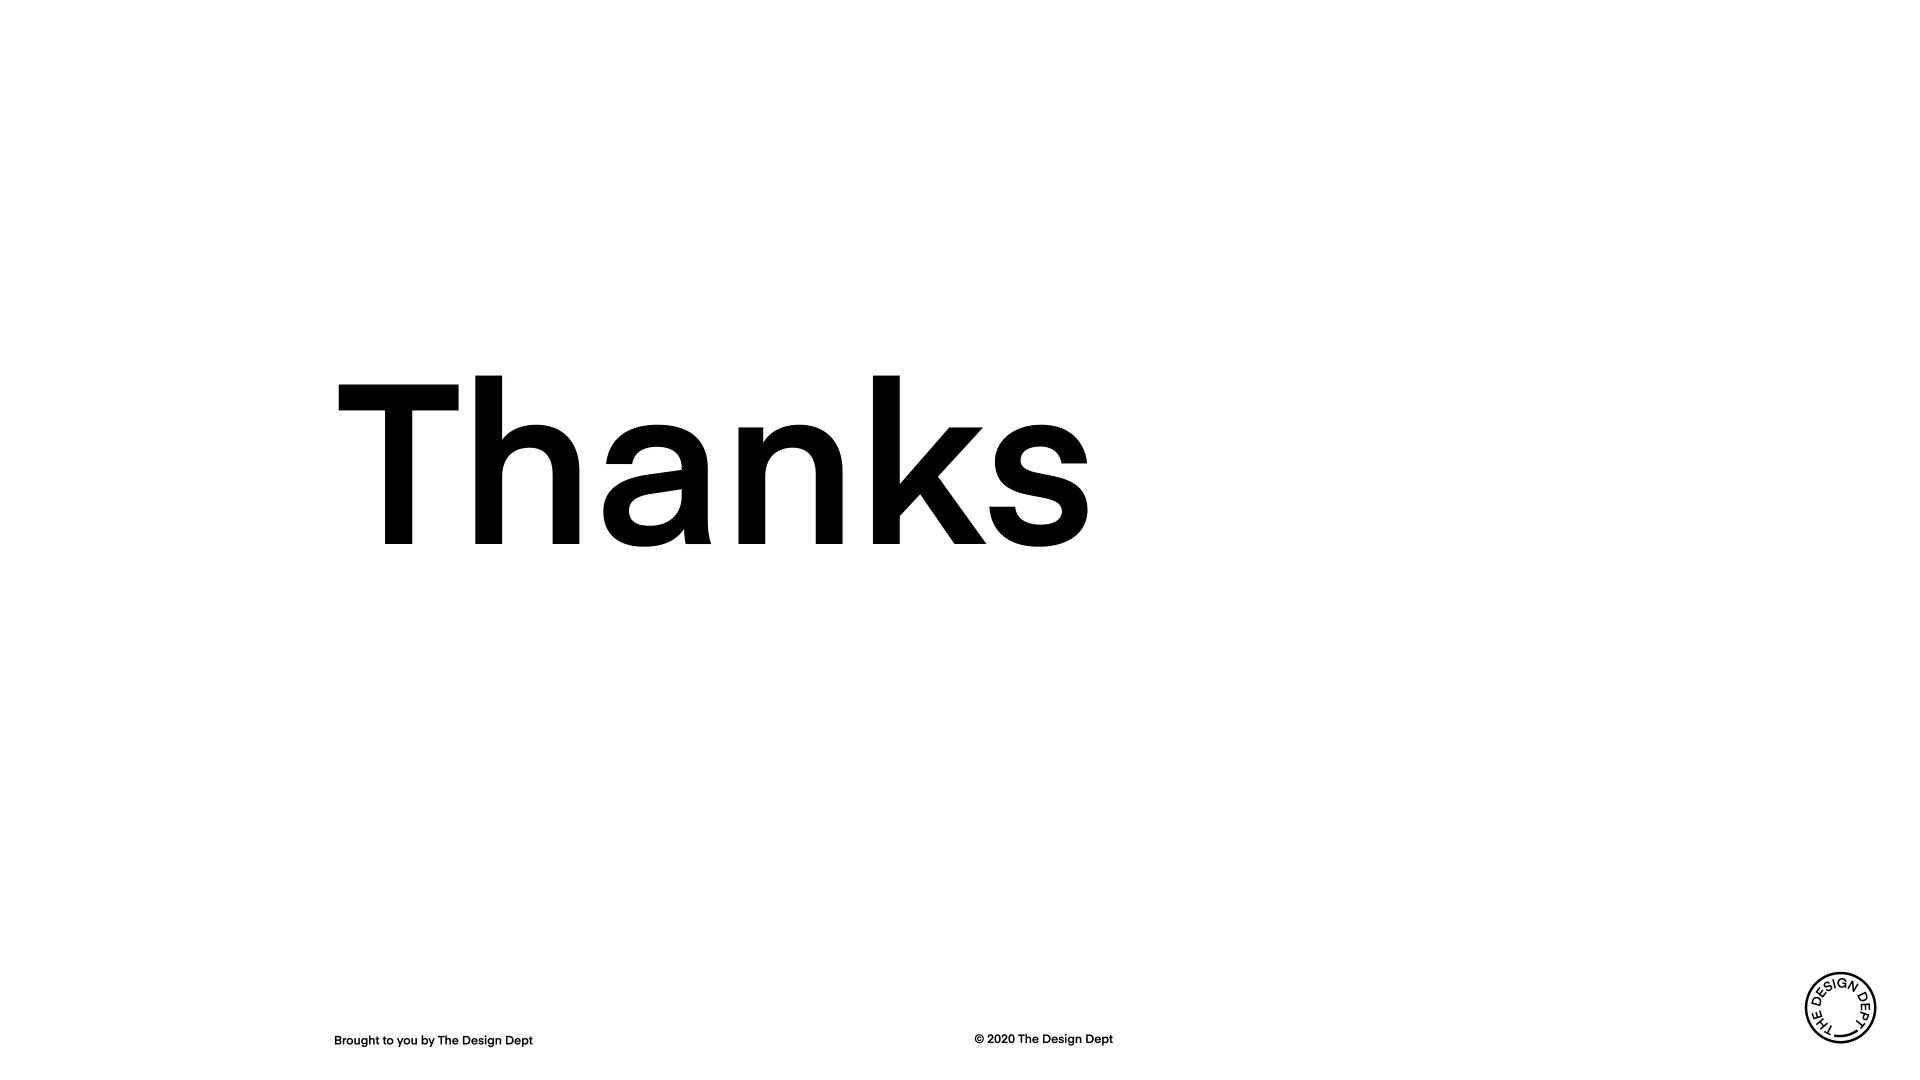 Thanks
Brought to you by The Design Dept
© 2020 The Design Dept
THE DESIGN DEPT